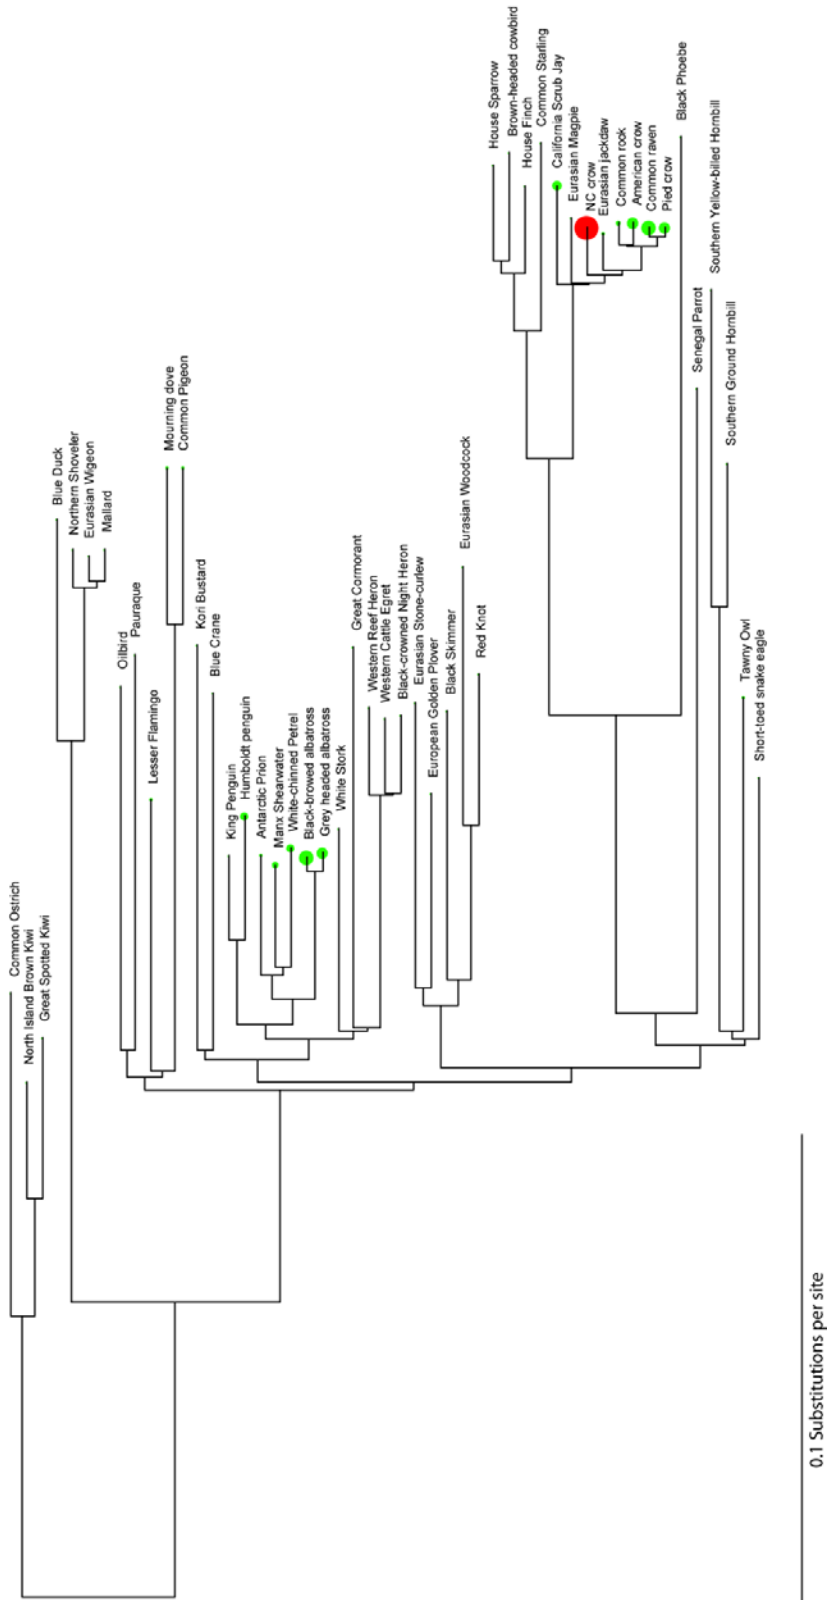 Common Ostrich
North Island Brown Kiwi
Great Spotted Kiwi
Blue Duck
Northern Shoveler
Eurasian Wigeon
Mallard
Oilbird
Pauraque
Lesser Flamingo
Mourning dove
Common Pigeon
Kori Bustard
Blue Crane
King Penguin
Humboldt penguin
Antarctic Prion
Manx Shearwater
White-chinned Petrel
Black-browed albatross
Grey headed albatross
White Stork
Great Cormorant
Western Reef Heron
Western Cattle Egret
Black-crowned Night Heron
Eurasian Stone-curlew
European Golden Plover
Black Skimmer
Eurasian Woodcock
Red Knot
House Sparrow
Brown-headed cowbird
House Finch
Common Starling
California Scrub Jay
Eurasian Magpie
NC crow
Eurasian jackdaw
Common rook
American crow
Common raven
Pied crow
Black Phoebe
Senegal Parrot
Southern Yellow-billed Hornbill
Southern Ground Hornbill
Tawny Owl
Short-toed snake eagle
0.1 Substitutions per site